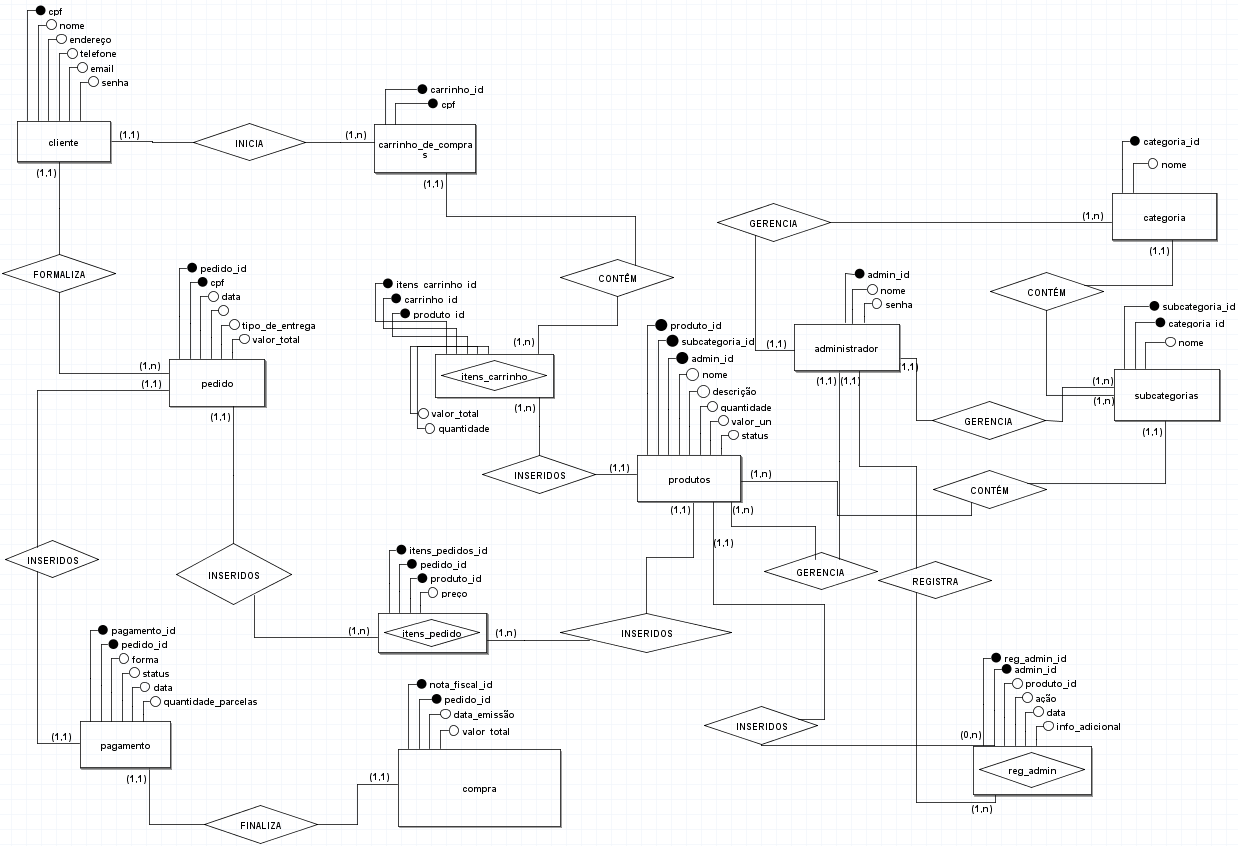 cpf
nome
endereço
telefone
email
senha
cliente
(1,1)
INICIA
(1,n)
carrinho_id
cpf
carrinho_de_compra
s
(1,1)
(1,1)
FORMALIZA
pedido_id
cpf
data
tipo_de_entrega
valor_total
(1,n)
(1,1)
pedido
(1,1)
itens_carrinho_id
carrinho_id
produto_id
CONTÉM
(1,n)
itens_carrinho
valor_total
quantidade
(1,n)
INSERIDOS
(1,1)
produto_id
subcategoria_id
admin_id
nome
descrição
quantidade
valor_un
status
produtos
(1,n)
(1,1)
(1,n)
(1,1)
GERENCIA
(1,n)
categoria_id
nome
categoria
(1,1)
admin_id
nome
senha
(1,1)
administrador
(1,1)
(1,1)
(1,1)
CONTÉM
subcategoria_id
categoria_id
nome
(1,n)
(1,n)
subcategorias
(1,1)
GERENCIA
CONTÉM
GERENCIA
REGISTRA
INSERIDOS
INSERIDOS
itens_pedidos_id
pedido_id
produto_id
preço
(1,n)
itens_pedido
(1,n)
INSERIDOS
pagamento_id
pedido_id
forma
status
data
quantidade_parcelas
(1,1)
pagamento
(1,1)
FINALIZA
(1,1)
nota_fiscal_id
pedido_id
data_emissão
valor_total
compra
INSERIDOS
reg_admin_id
admin_id
produto_id
ação
data
info_adicional
(0,n)
reg_admin
(1,n)